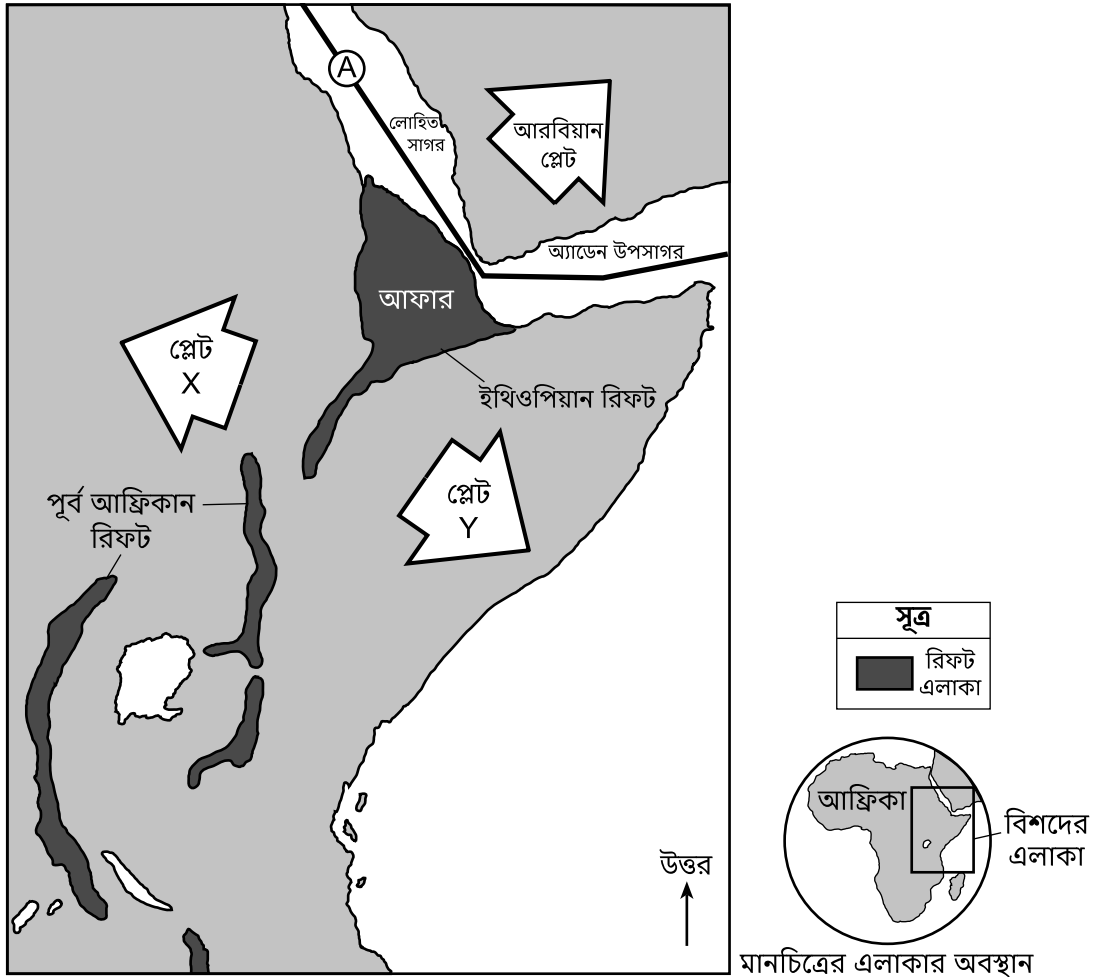 A
লোহিত
সাগর
আরবিয়ান
প্লেট
অ্যাডেন উপসাগর
আফার
প্লেট
X
ইথিওপিয়ান রিফট
পূর্ব আফ্রিকান
রিফট
প্লেট
Y
সূত্র
রিফট
এলাকা
আফ্রিকা
বিশদের
এলাকা
উত্তর
মানচিত্রের এলাকার অবস্থান